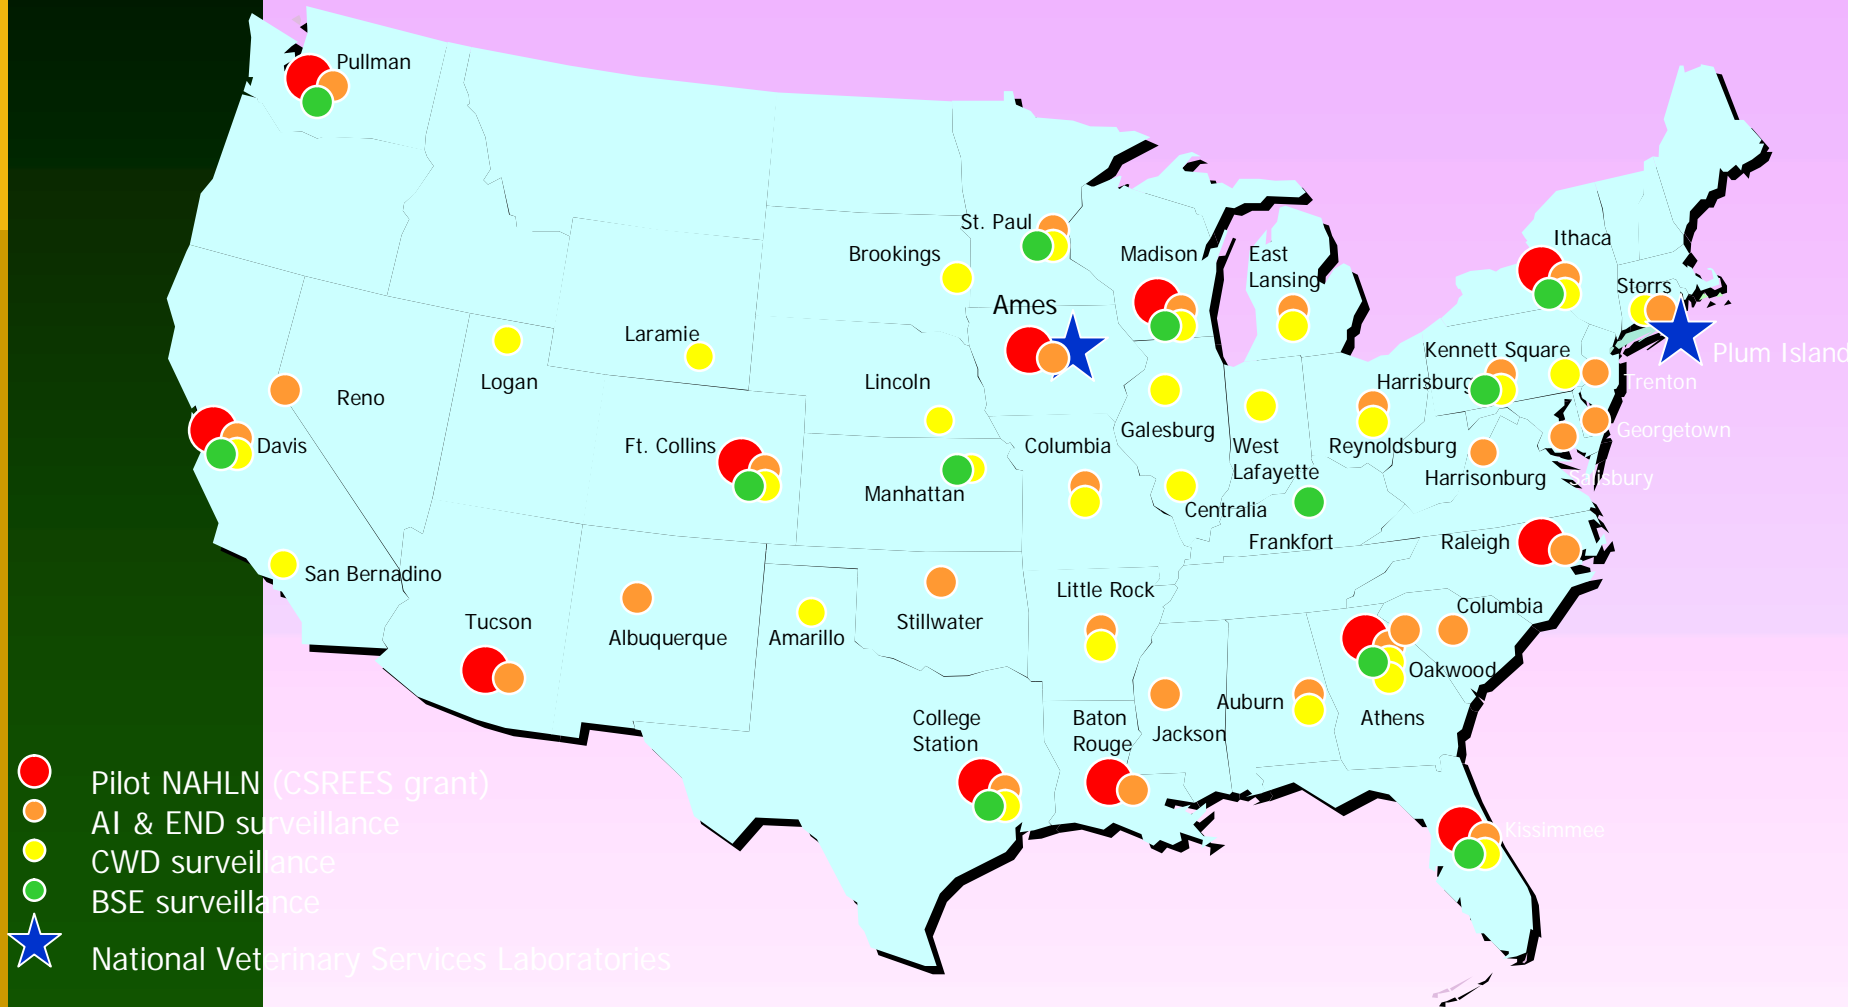 Pullman
St. Paul
Brookings
Madison
East
Lansing
Ithaca
Storrs
Ames
Laramie
Logan
Reno
Lincoln
Kennett Square
Plum Island
Harrisburg
Trenton
Davis
Ft. Collins
Columbia
Galesburg
West
Lafayette
Reynoldsburg
Georgetown
Manhattan
Harrisonburg
Salisbury
Centralia
Frankfort
Raleigh
San Bernadino
Little Rock
Columbia
Tucson
Albuquerque
Amarillo
Stillwater
Oakwood
Auburn
Athens
College
Station
Baton
Rouge
Jackson
Kissimmee
Pilot NAHLN (CSREES grant)
AI & END surveillance
CWD surveillance
BSE surveillance
National Veterinary Services Laboratories